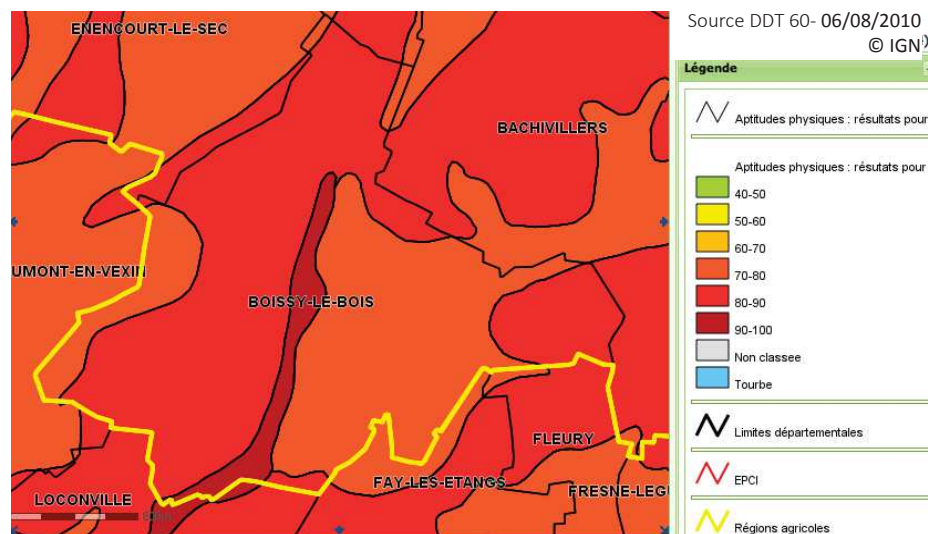 Source DDT 60- 06/08/2010
© IGN
Légende
Aptitudes physiques : résultats pour
Aptitudes physiques : résutats pour
40-50
50-60
60-70
70-80
80-90
90-100
Non classee
Tourbe
Limites départementales
EPCI
Régions agricoles
ENENCOURT-LE-SEC
BACHIVILLERS
UMONT-EN-VEXIN
BOISSY-LE-BOIS
FLEURY
FAY-LES-ETANGS
FRESNE-LEG
LOCONVILLE